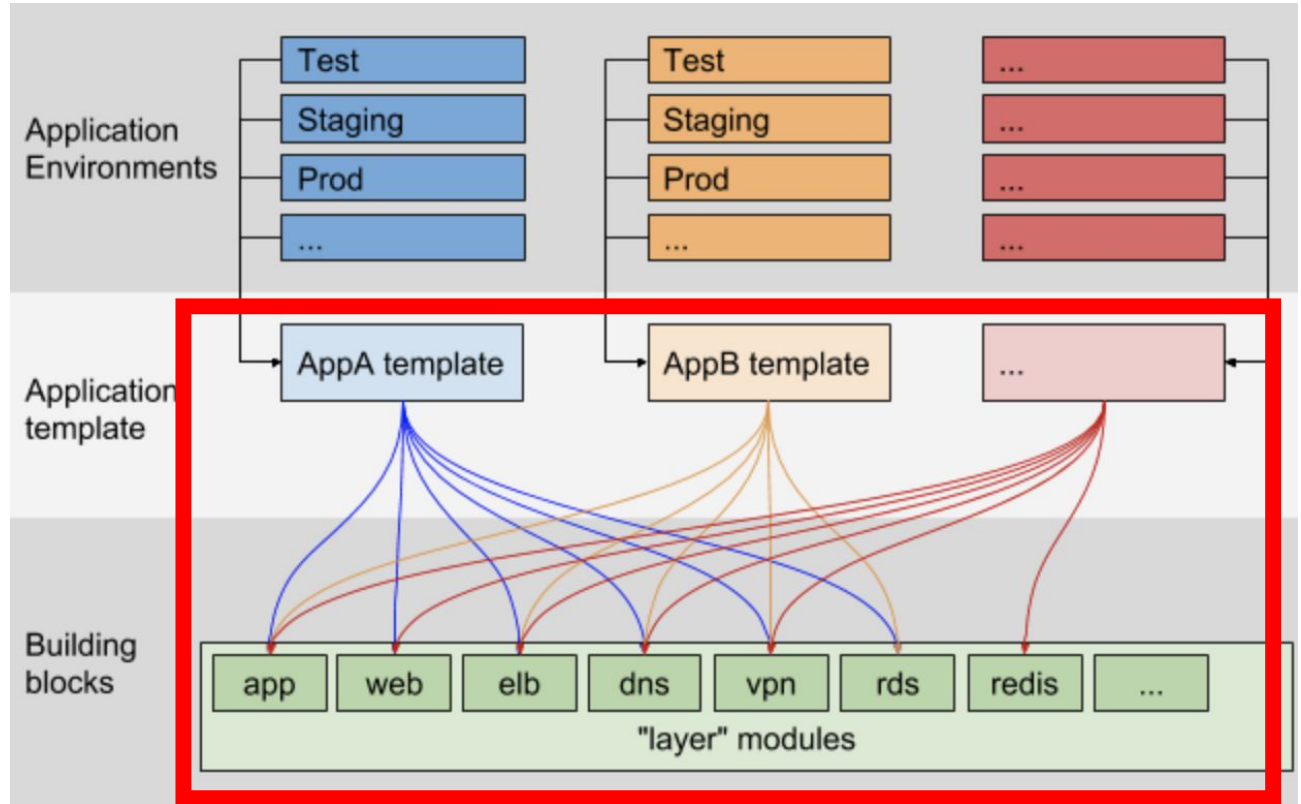 Application
Environments
Test
Staging
Prod
...
Test
Staging
Prod
...
...
...
...
...
Application
template
AppA template
AppB template
...
Building
blocks
app
web
elb
dns
vpn
rds
redis
...
"layer" modules